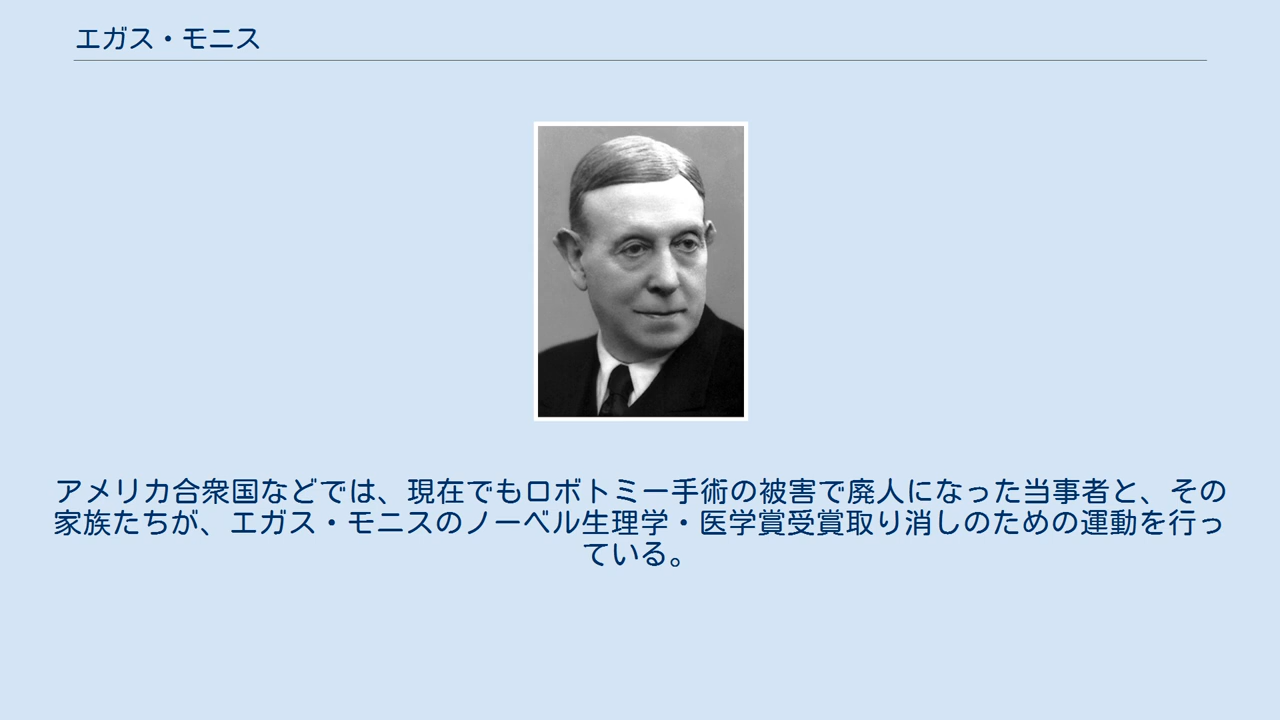 エガス・モニス
アメリカ合衆国などでは、現在でもロボトミー手術の被害で廃人になった当事者と、その
家族たちが、エガス・モニスのノーベル生理学・医学賞受賞取り消しのための運動を行っ
ている。